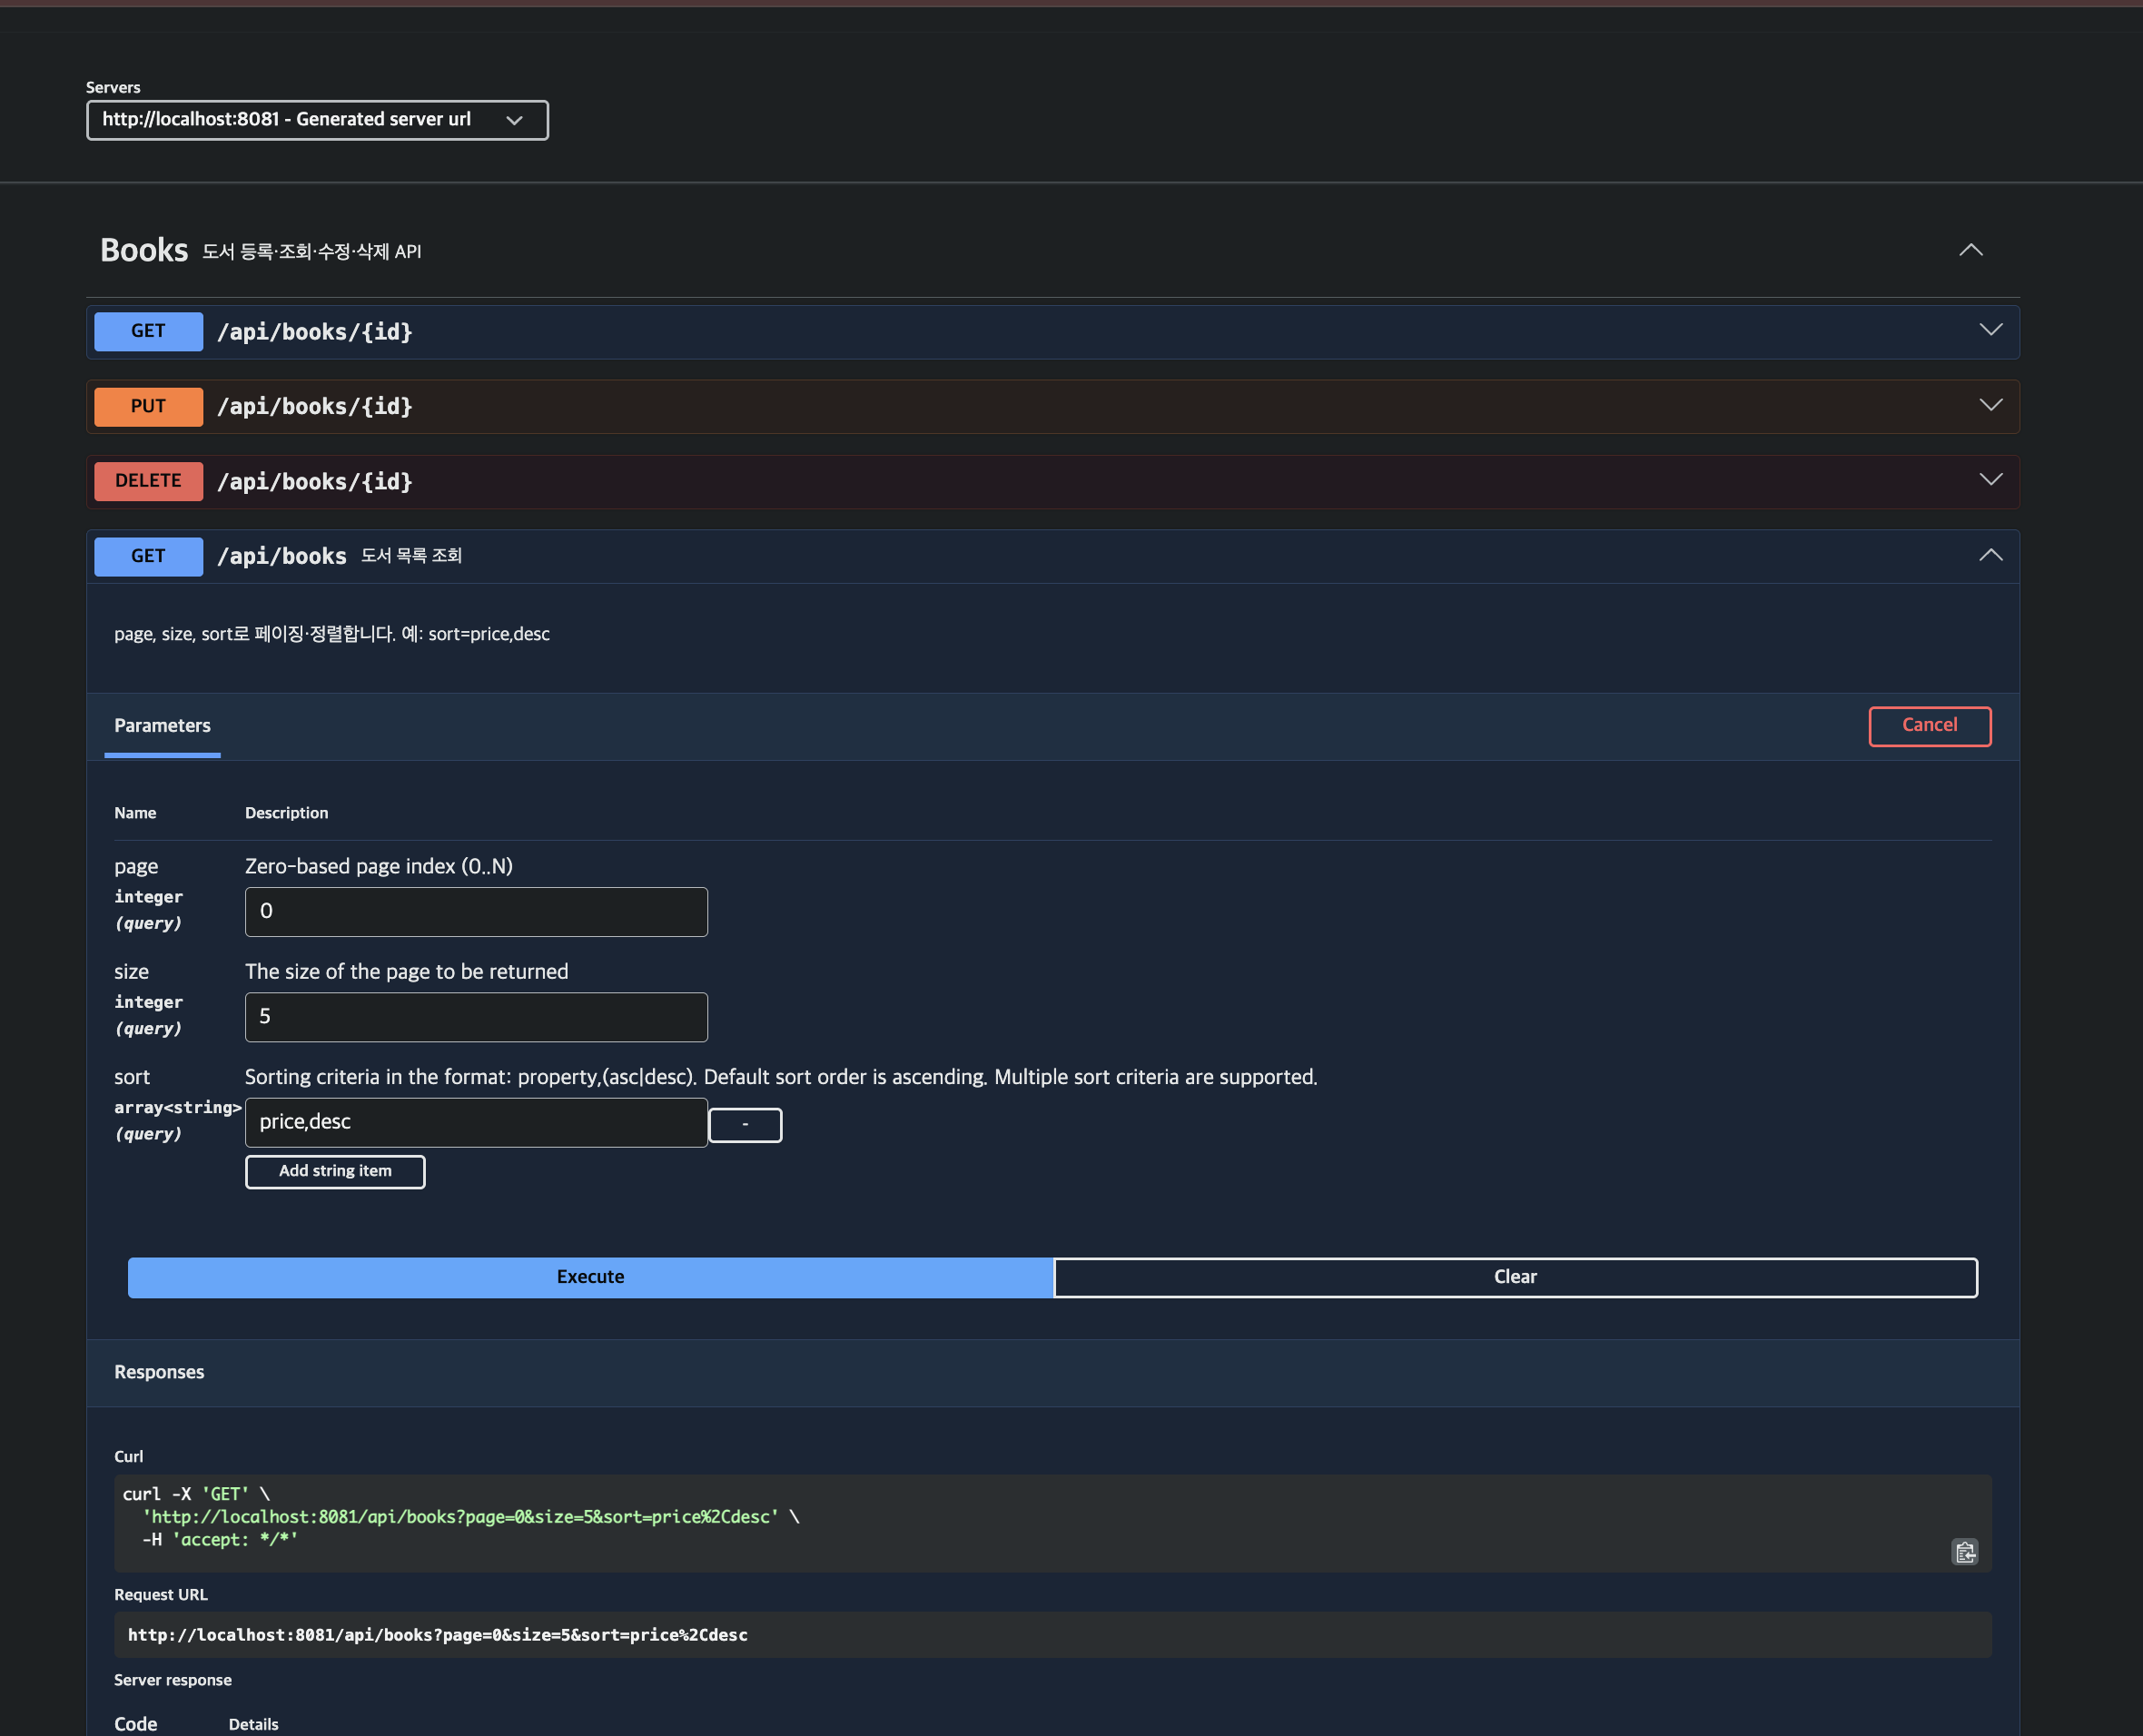 Servers
http://localhost:8081 - Generated server url
Books 도서 등록·조회·수정·삭제 API
GET /api/books/{id}
PUT /api/books/{id}
DELETE /api/books/{id}
GET /api/books 도서 목록 조회
page, size, sort로 페이징·정렬합니다. 예: sort=price,desc
Parameters Cancel
Name Description
page Zero-based page index (0..N)
integer
(query)
0
size The size of the page to be returned
integer
(query)
5
sort Sorting criteria in the format: property,(asc|desc). Default sort order is ascending. Multiple sort criteria are supported.
array<string>
(query)
price,desc -
Add string item
Execute Clear
Responses
Curl
curl -X 'GET' \
'http://localhost:8081/api/books?page=0&size=5&sort=price%2Cdesc' \
-H 'accept: */*'
Request URL
http://localhost:8081/api/books?page=0&size=5&sort=price%2Cdesc
Server response
Code Details